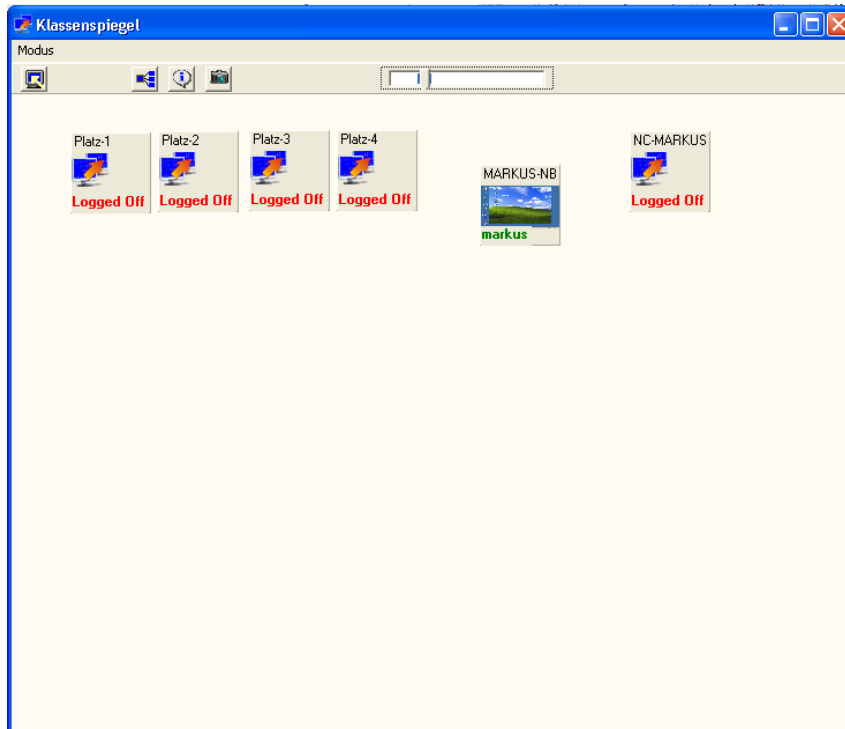 Klassenspiegel
Modus
Platz-1
Logged Off
Platz-2
Logged Off
Platz-3
Logged Off
Platz-4
Logged Off
MARKUS-NB
markus
NC-MARKUS
Logged Off